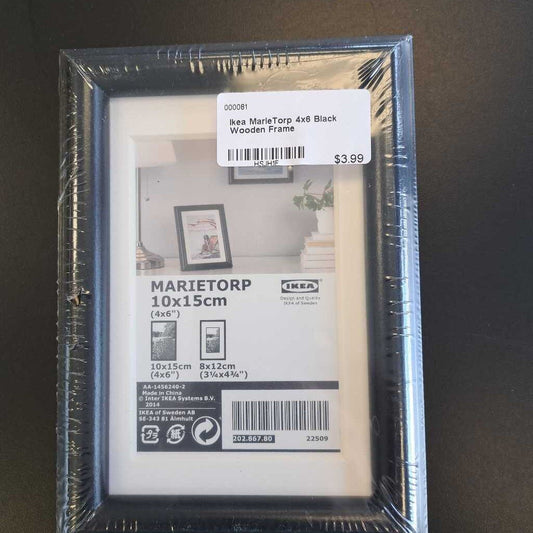 000081
Ikea MarieTorp 4x6 Black
Wooden Frame
HSJH1F
$3.99
MARIETORP
10x15cm
(4x6")
IKEA
Design and Quality
IKEA of Sweden
10x15cm
(4x6")
8x12cm
(3¼x4¾")
AA-1456240-2
Made in China
© Inter IKEA Systems B.V.
2014
IKEA of Sweden AB
SE-343 81 Älmhult
202.867.80
22509